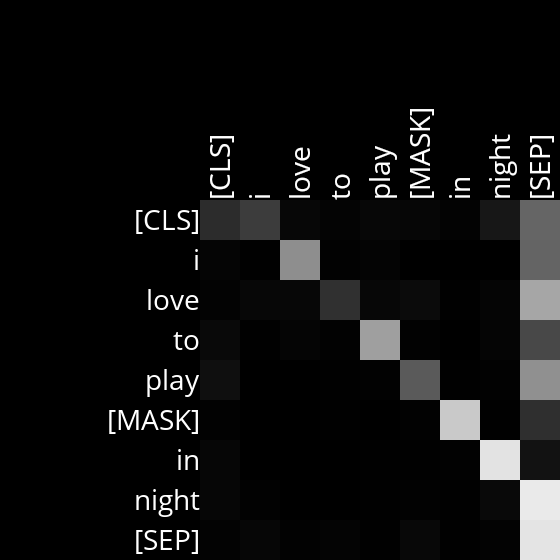 [CLS] i love to play [MASK] in night [SEP]
[CLS]
i
love
to
play
[MASK]
in
night
[SEP]